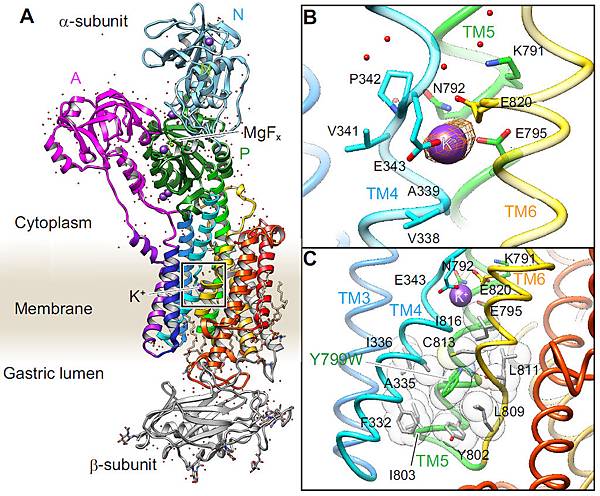 A
α-subunit
N
A
MgFx
P
Cytoplasm
K+
Membrane
Gastric lumen
β-subunit
B
TM5
K791
P342
N792
E820
V341
K+
E795
E343
A339
TM4
TM6
V338
C
N792
K791
E343
TM6
K+
E820
TM3
TM4
E795
I816
I336
C813
Y799W
L811
A335
L809
F332
Y802
TM5
I803